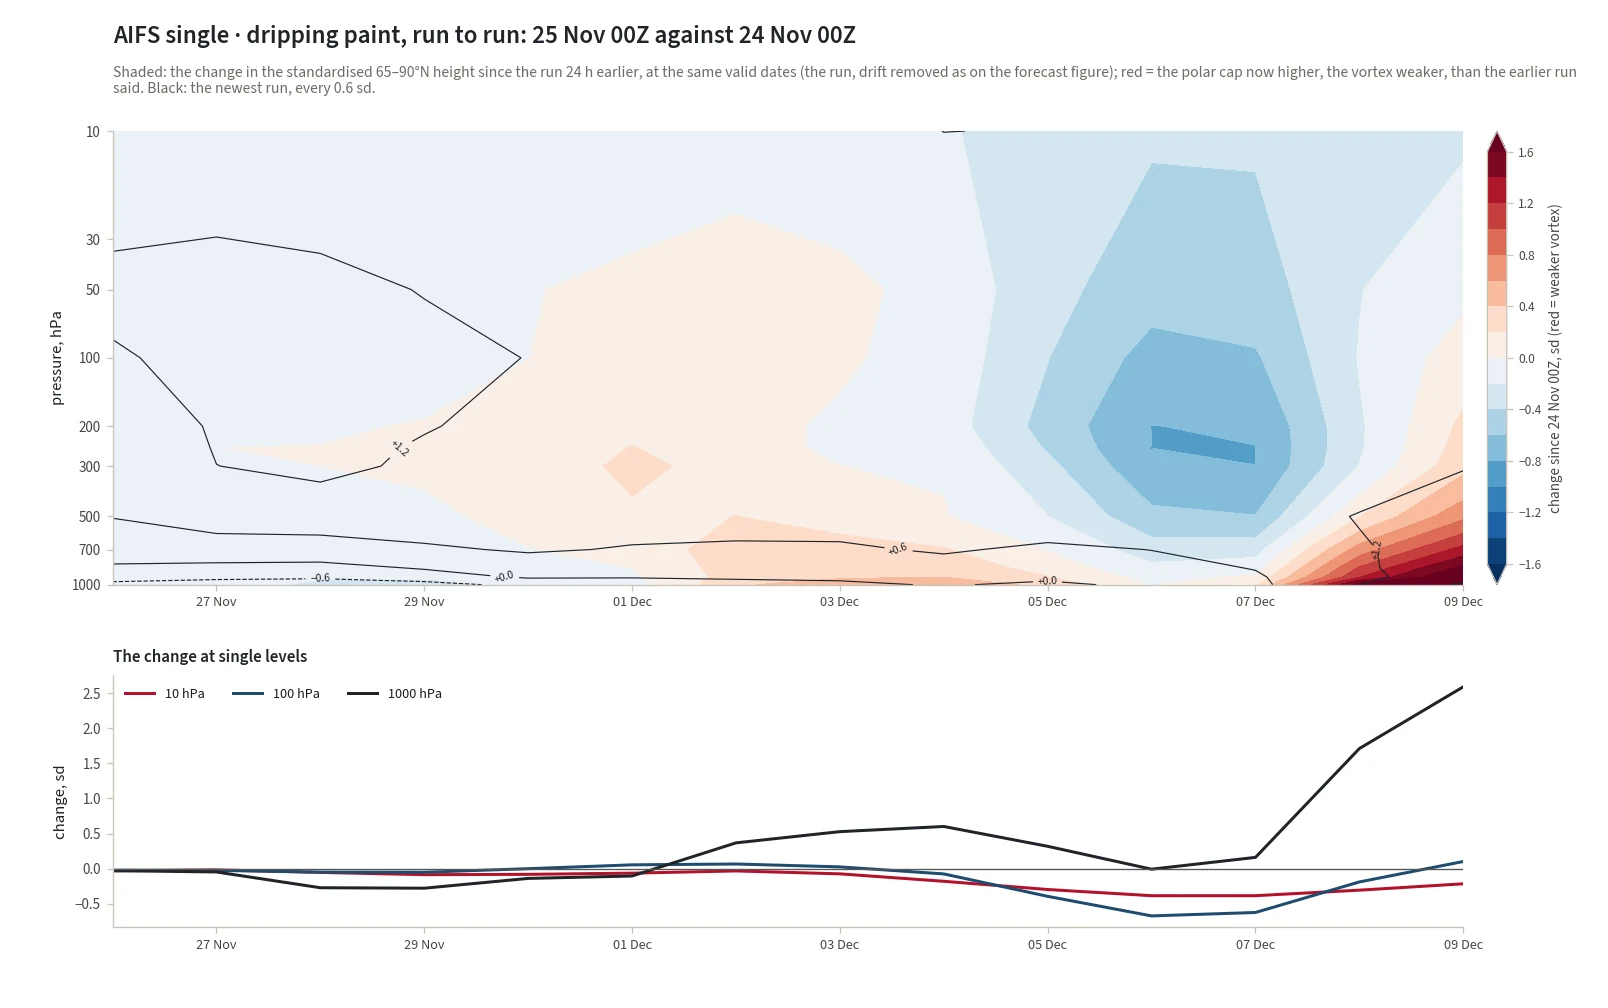 AIFS single · dripping paint, run to run: 25 Nov 00Z against 24 Nov 00Z
Shaded: the change in the standardised 65–90°N height since the run 24 h earlier, at the same valid dates (the run, drift removed as on the forecast figure); red = the polar cap now higher, the vortex weaker, than the earlier run
said. Black: the newest run, every 0.6 sd.
pressure, hPa
10
30
50
100
200
300
500
700
1000
+1.2
+0.6
+1.2
−0.6
+0.0
+0.0
27 Nov
29 Nov
01 Dec
03 Dec
05 Dec
07 Dec
09 Dec
1.6
1.2
0.8
0.4
0.0
−0.4
−0.8
−1.2
−1.6
change since 24 Nov 00Z, sd (red = weaker vortex)
The change at single levels
10 hPa
100 hPa
1000 hPa
change, sd
2.5
2.0
1.5
1.0
0.5
0.0
−0.5
27 Nov
29 Nov
01 Dec
03 Dec
05 Dec
07 Dec
09 Dec